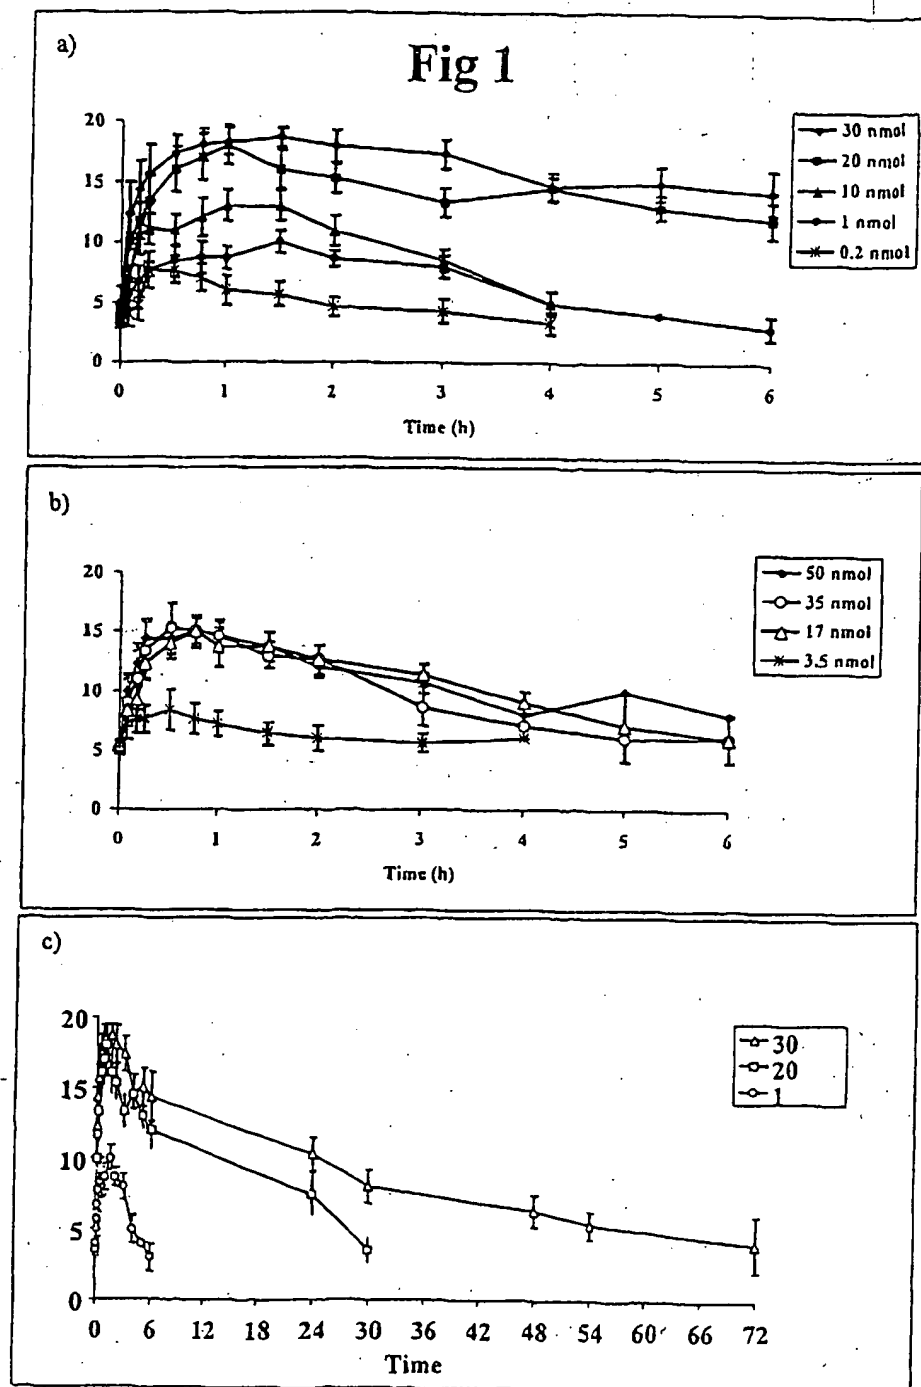 a)
Fig 1
20
15
10
5
0
0 1 2 3 4 5 6
Time (h)
30 nmol
20 nmol
10 nmol
1 nmol
0.2 nmol
b)
20
15
10
5
0
0 1 2 3 4 5 6
Time (h)
50 nmol
35 nmol
17 nmol
3.5 nmol
c)
20
15
10
5
0
0 6 12 18 24 30 36 42 48 54 60 66 72
Time
30
20
1